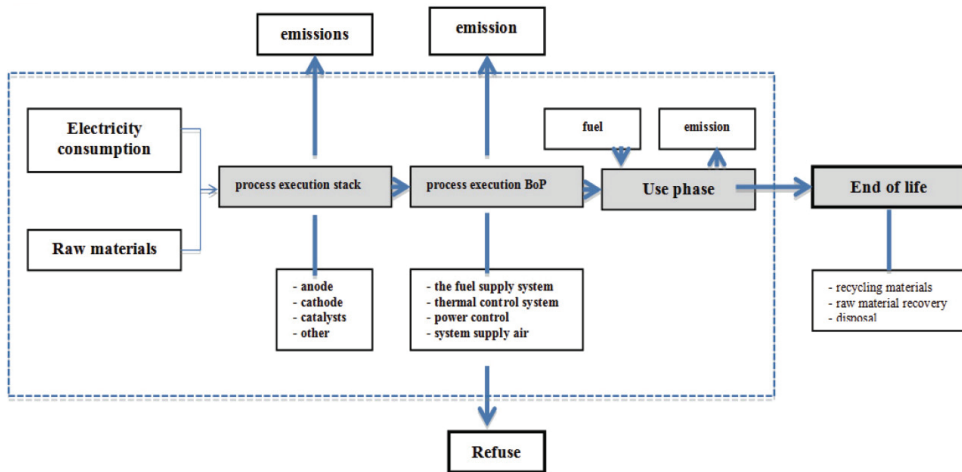 emissions
emission
Electricity
consumption
fuel
emission
process execution stack
process execution BoP
Use phase
End of life
Raw materials
- anode
- cathode
- catalysts
- other
- the fuel supply system
- thermal control system
- power control
- system supply air
- recycling materials
- raw material recovery
- disposal
Refuse